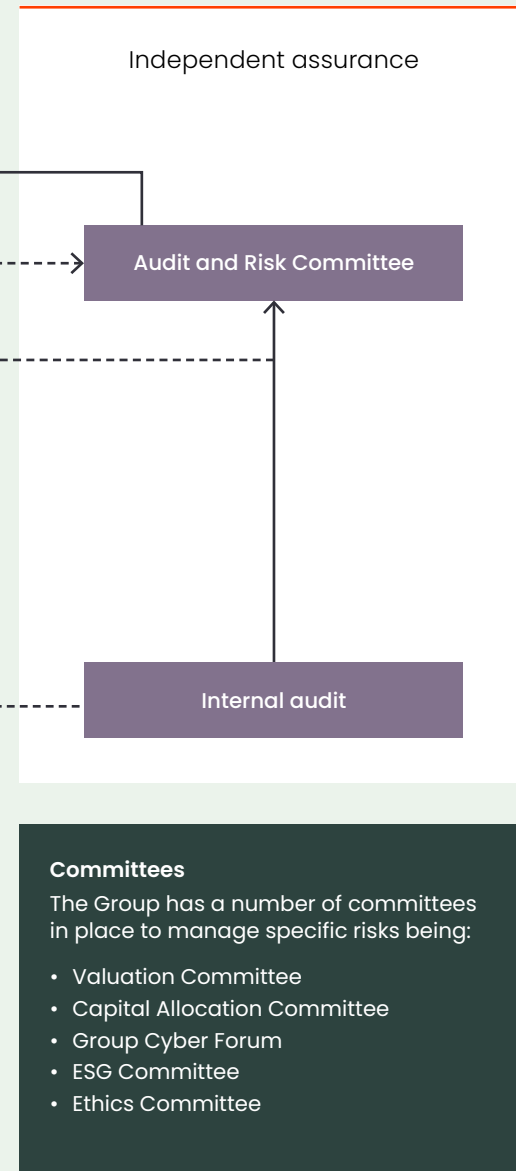 Independent assurance
Audit and Risk Committee
Internal audit
Committees
The Group has a number of committees
in place to manage specific risks being:
• Valuation Committee
• Capital Allocation Committee
• Group Cyber Forum
• ESG Committee
• Ethics Committee